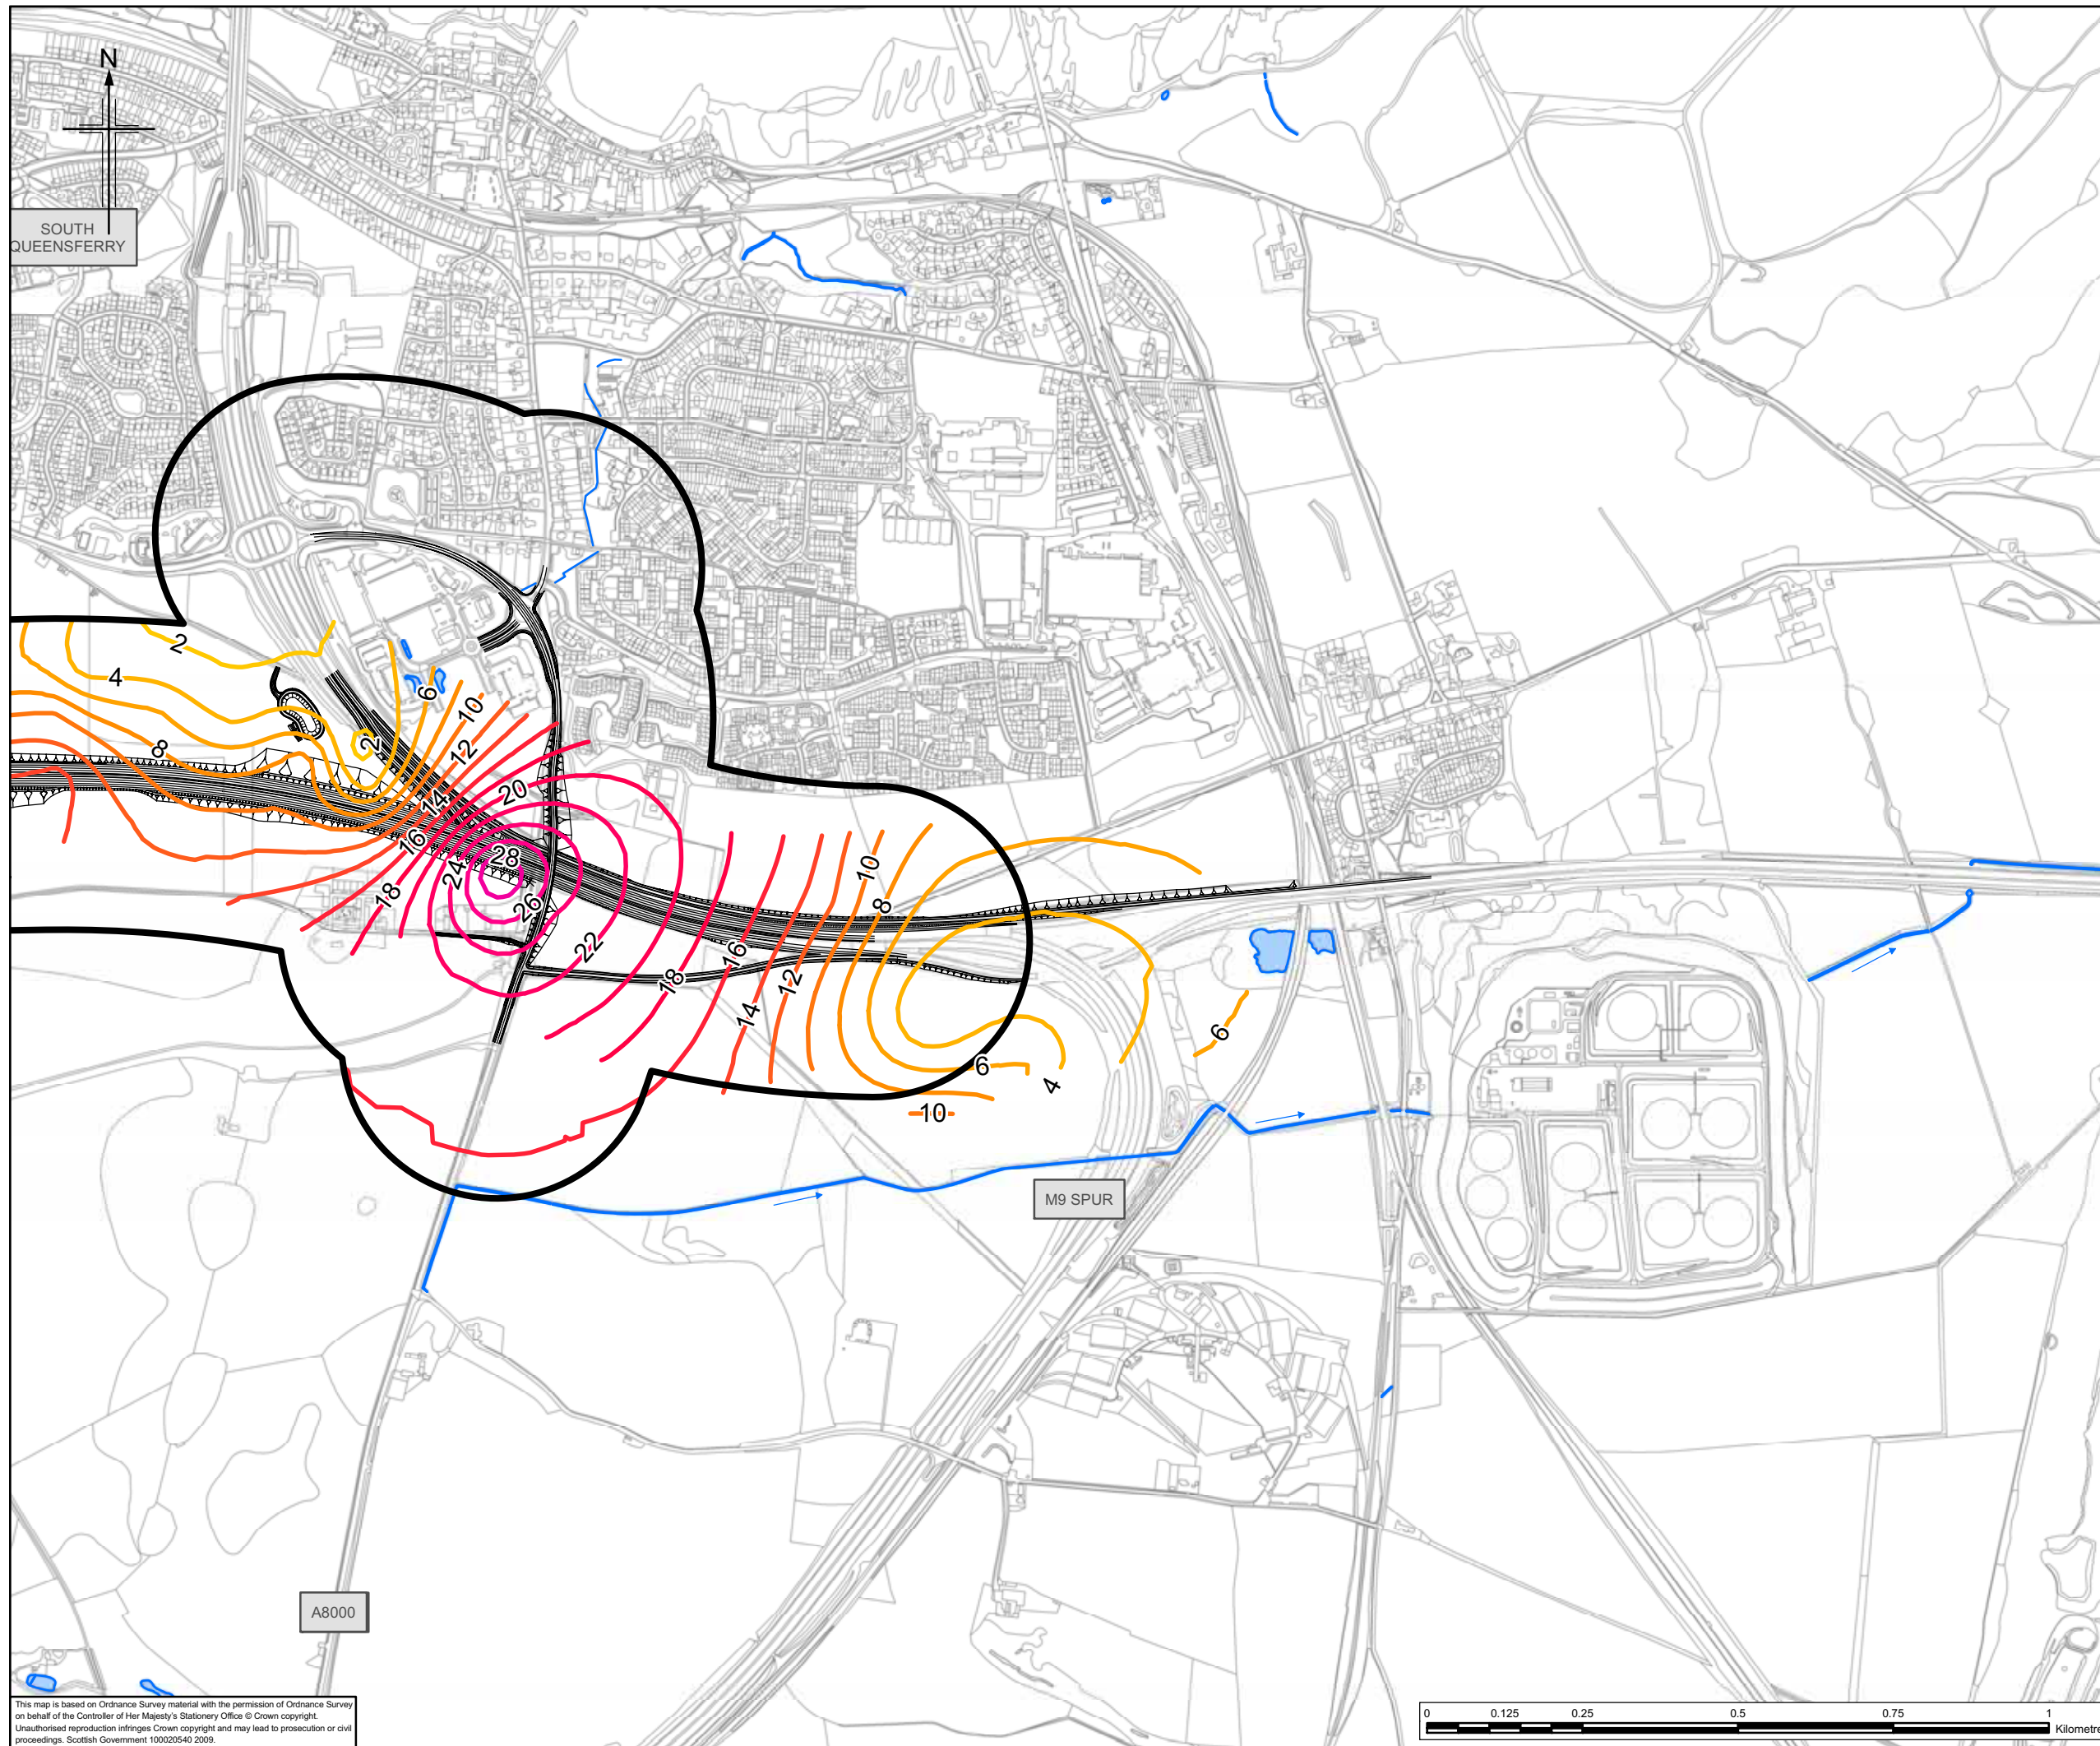 N
SOUTH
QUEENSFERRY
2
4
6
10
8
2
12
20
14
16
28
24
10
18
26
8
22
16
18
12
14
6
6
4
10
M9 SPUR
A8000
This map is based on Ordnance Survey material with the permission of Ordnance Survey
on behalf of the Controller of Her Majesty's Stationery Office © Crown copyright.
Unauthorised reproduction infringes Crown copyright and may lead to prosecution or civil
proceedings. Scottish Government 100020540 2009.
0 0.125 0.25 0.5 0.75 1
Kilometre